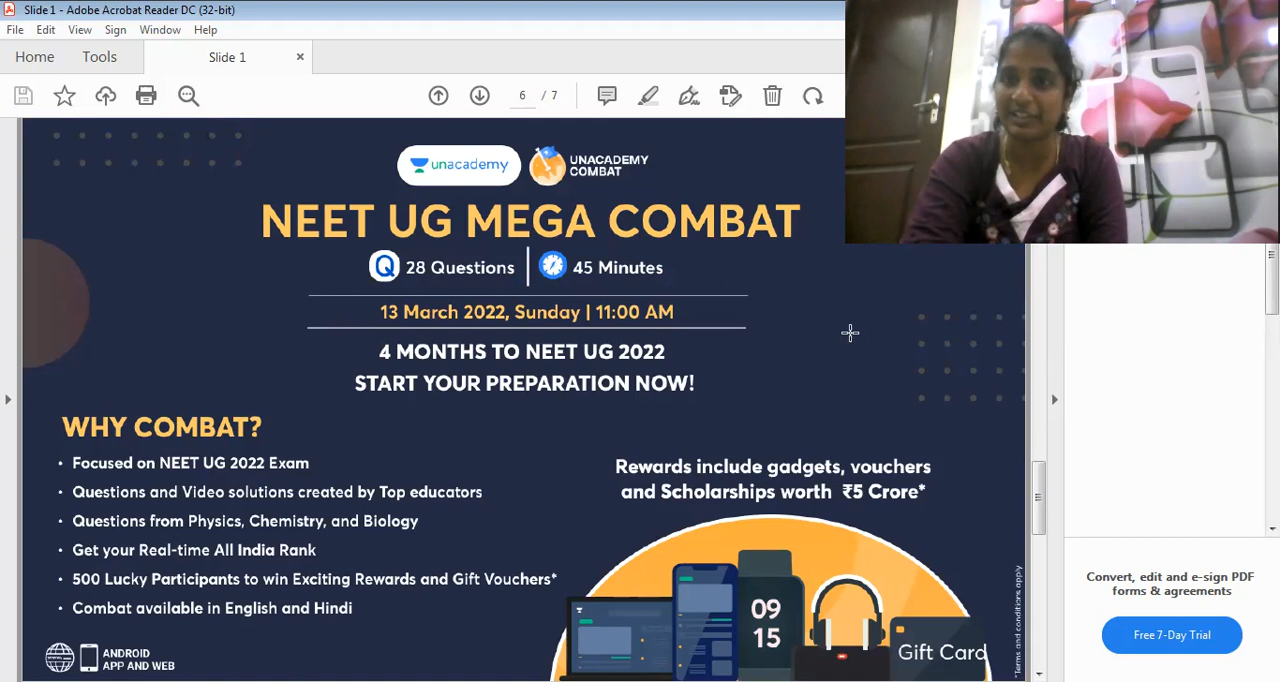 Slide 1 - Adobe Acrobat Reader DC (32-bit)
File Edit View Sign Window Help
Home Tools Slide 1 ×
6 / 7
unacademy
UNACADEMY
COMBAT
NEET UG MEGA COMBAT
Q 28 Questions | 45 Minutes
13 March 2022, Sunday | 11:00 AM
4 MONTHS TO NEET UG 2022
START YOUR PREPARATION NOW!
WHY COMBAT?
• Focused on NEET UG 2022 Exam
• Questions and Video solutions created by Top educators
• Questions from Physics, Chemistry, and Biology
• Get your Real-time All India Rank
• 500 Lucky Participants to win Exciting Rewards and Gift Vouchers*
• Combat available in English and Hindi
ANDROID
APP AND WEB
Rewards include gadgets, vouchers
and Scholarships worth ₹5 Crore*
09
15
Gift Card
*Terms and conditions apply
Convert, edit and e-sign PDF
forms & agreements
Free 7-Day Trial